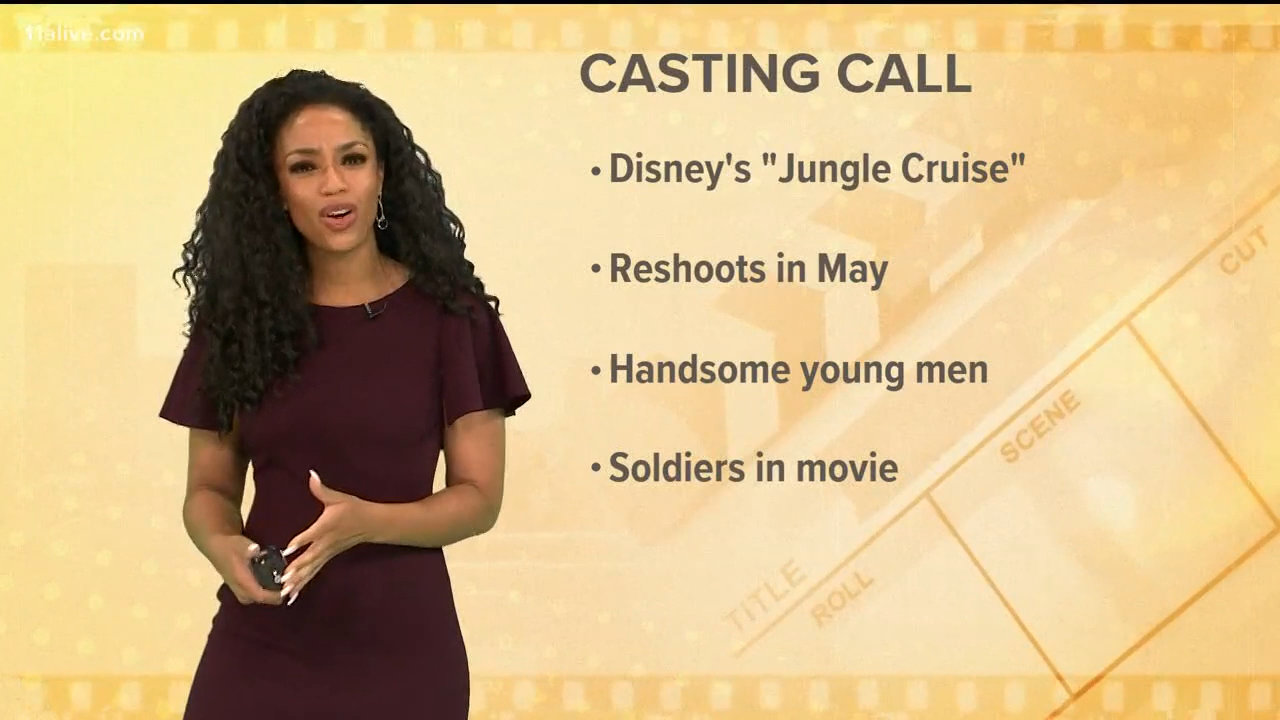 11alive.com
CASTING CALL
• Disney's "Jungle Cruise"
• Reshoots in May
• Handsome young men
• Soldiers in movie
CUT
SCENE
TITLE
ROLL